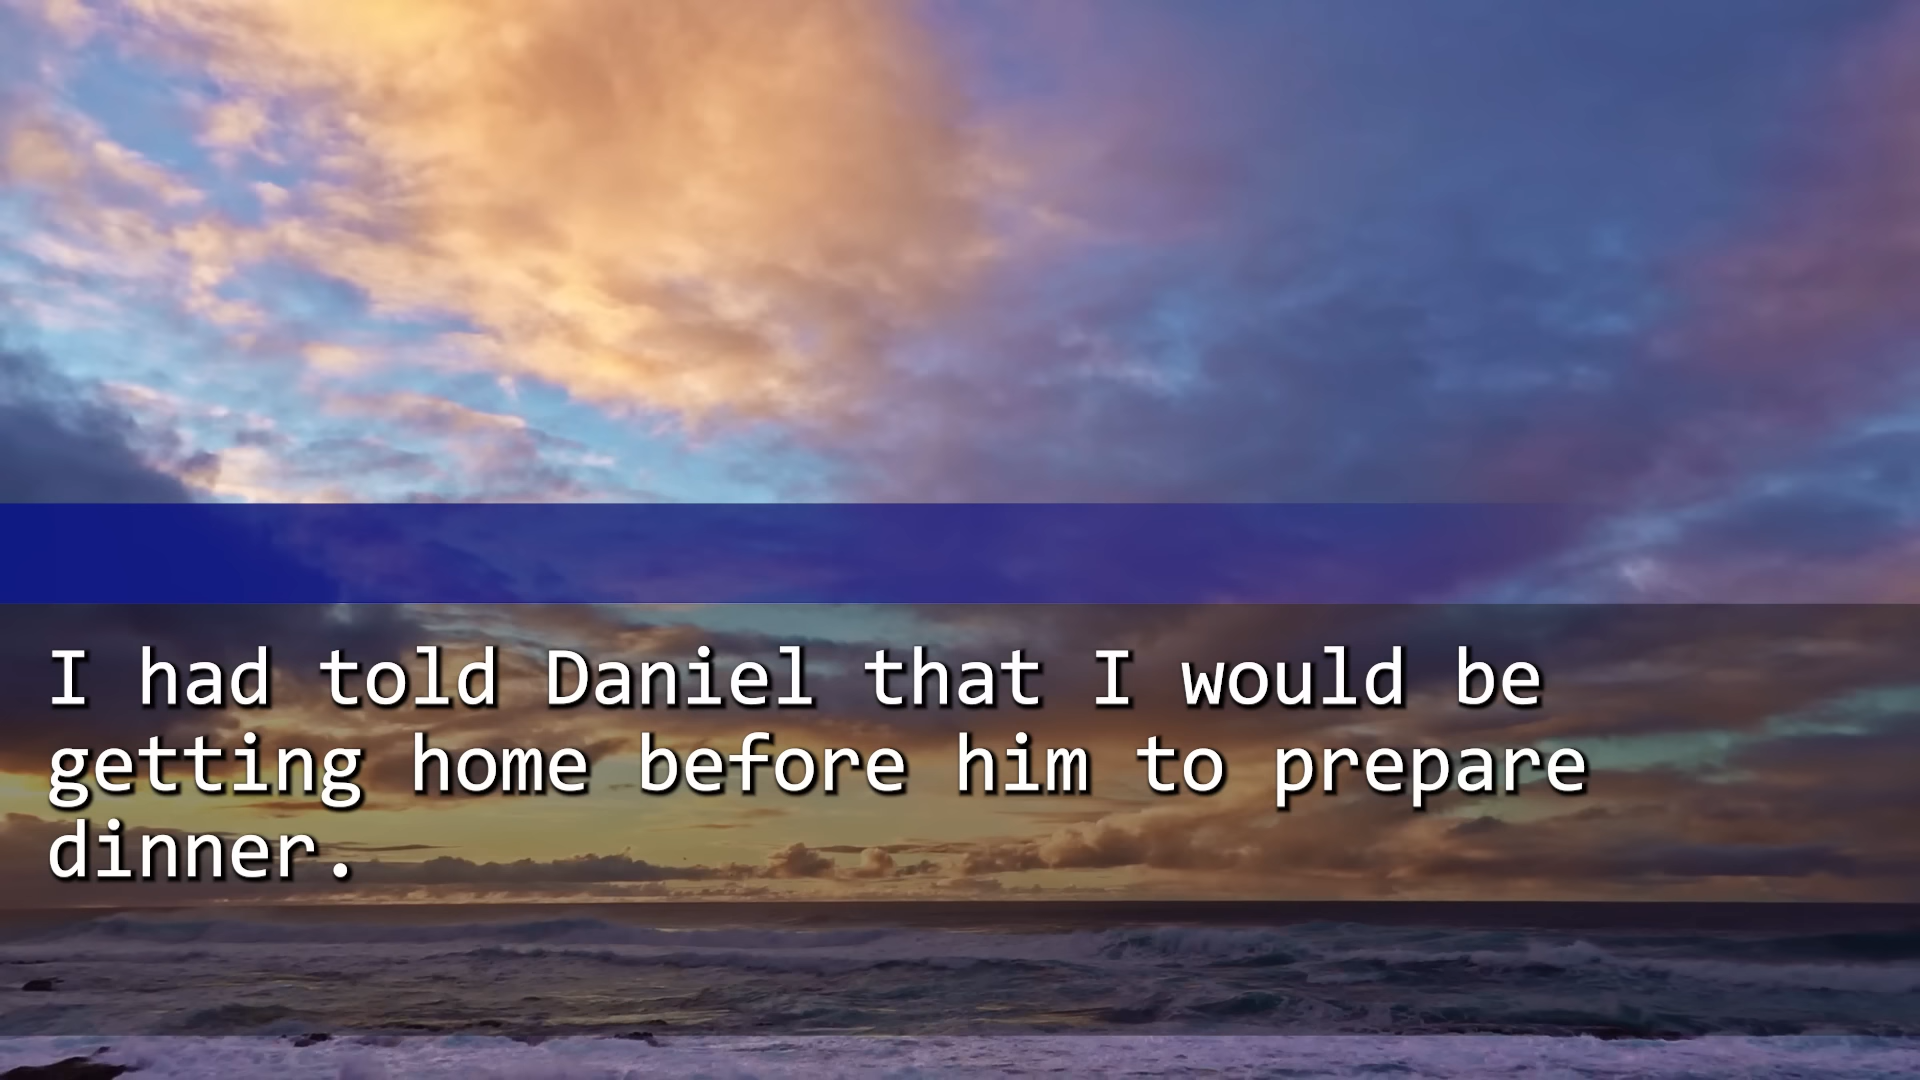 I had told Daniel that I would be
getting home before him to prepare
dinner.